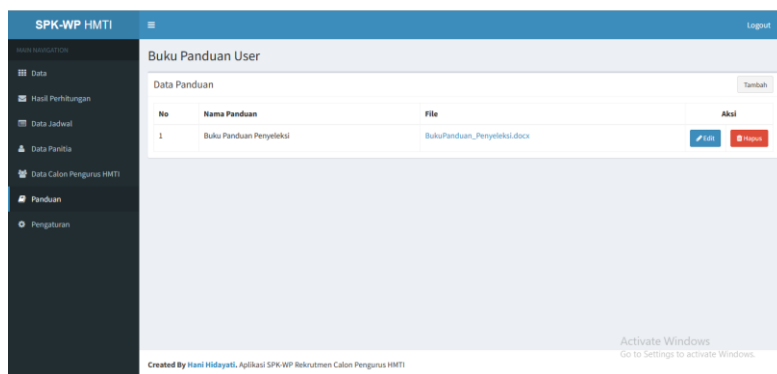 SPK-WP HMTI
Logout
MAIN NAVIGATION
Data
Hasil Perhitungan
Data Jadwal
Data Panitia
Data Calon Pengurus HMTI
Panduan
Pengaturan
Buku Panduan User
Data Panduan
Tambah
No Nama Panduan File Aksi
1 Buku Panduan Penyeleksi BukuPanduan_Penyeleksi.docx Edit Hapus
Activate Windows
Go to Settings to activate Windows.
Created By Hani Hidayati. Aplikasi SPK-WP Rekrutmen Calon Pengurus HMTI